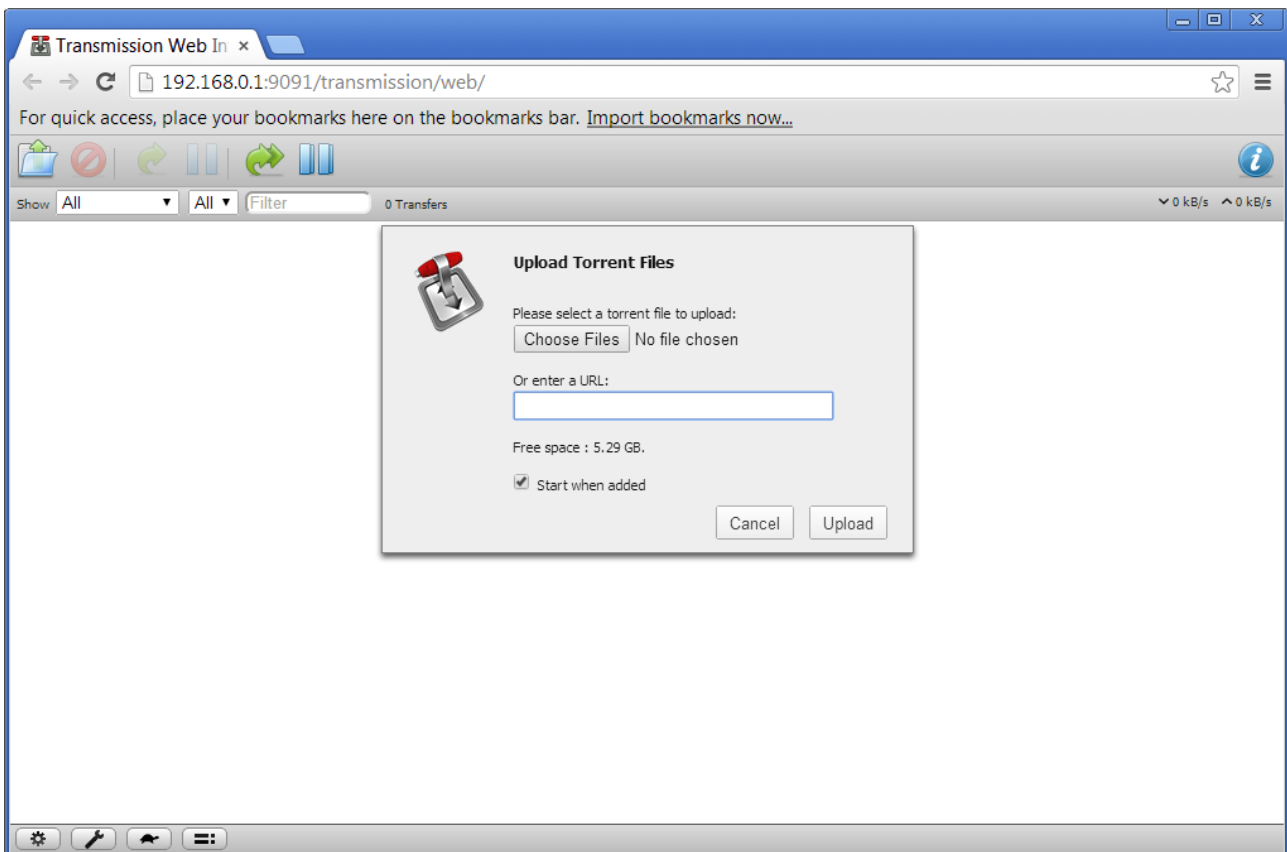 Transmission Web In
192.168.0.1:9091/transmission/web/
For quick access, place your bookmarks here on the bookmarks bar. Import bookmarks now...
Show All All Filter 0 Transfers 0 kB/s 0 kB/s
Upload Torrent Files
Please select a torrent file to upload:
Choose Files No file chosen
Or enter a URL:
Free space : 5.29 GB.
Start when added
Cancel Upload